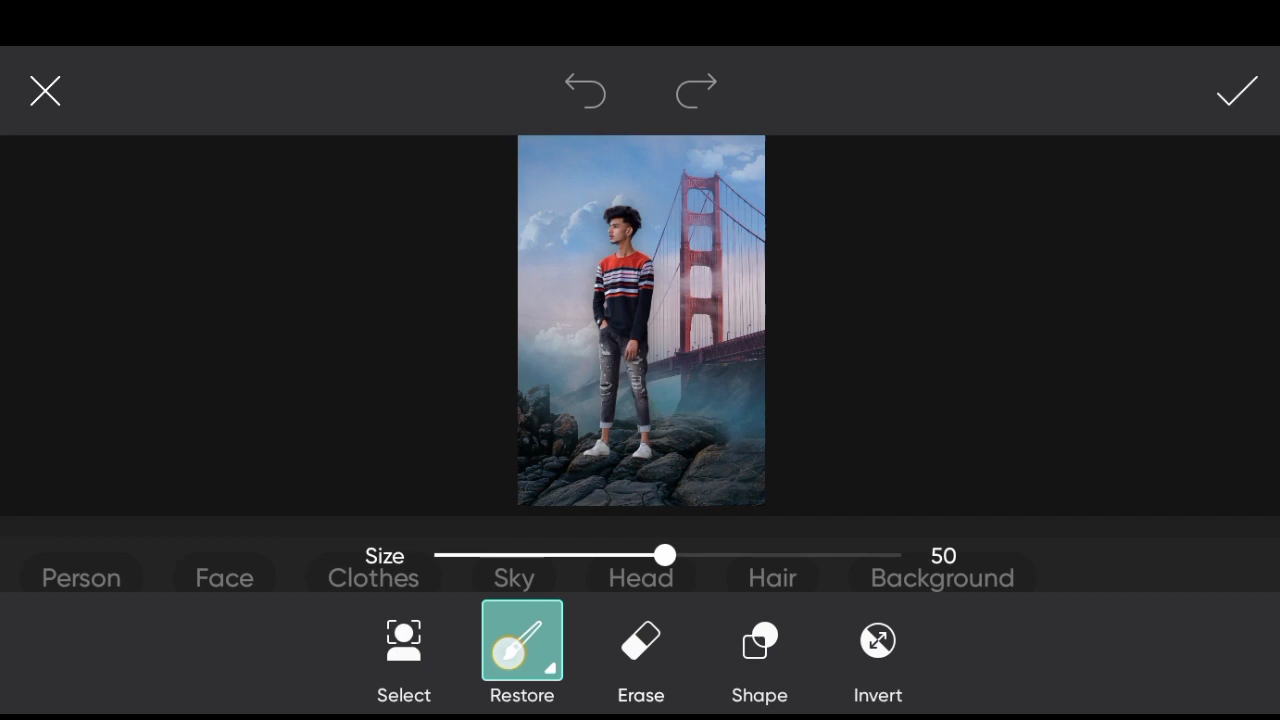 Size 50
Person Face Clothes Sky Head Hair Background
Select Restore Erase Shape Invert